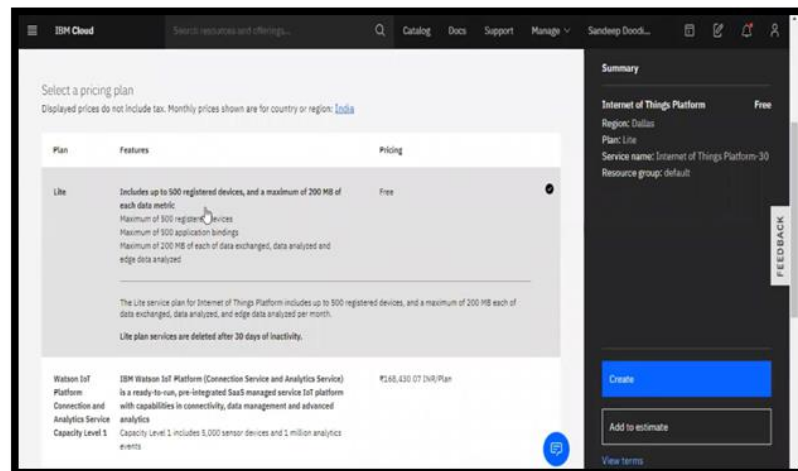 IBM Cloud
Search resources and offerings...
Catalog Docs Support Manage Sandeep Doodi...
Select a pricing plan
Displayed prices do not include tax. Monthly prices shown are for country or region: India
Plan Features Pricing
Lite
Includes up to 500 registered devices, and a maximum of 200 MB of
each data metric
Free
Maximum of 500 registered devices
Maximum of 500 application bindings
Maximum of 200 MB of each of data exchanged, data analyzed and
edge data analyzed
The Lite service plan for Internet of Things Platform includes up to 500 registered devices, and a maximum of 200 MB each of
data exchanged, data analyzed, and edge data analyzed per month.
Lite plan services are deleted after 30 days of inactivity.
Watson IoT
Platform
Connection and
Analytics Service
Capacity Level 1
IBM Watson IoT Platform (Connection Service and Analytics Service)
is a ready-to-run, pre-integrated SaaS managed service IoT platform
with capabilities in connectivity, data management and advanced
analytics
Capacity Level 1 includes 5,000 sensor devices and 1 million analytics
events
₹168,430.07 INR/Plan
Summary
Internet of Things Platform Free
Region: Dallas
Plan: Lite
Service name: Internet of Things Platform-30
Resource group: default
FEEDBACK
Create
Add to estimate
View terms